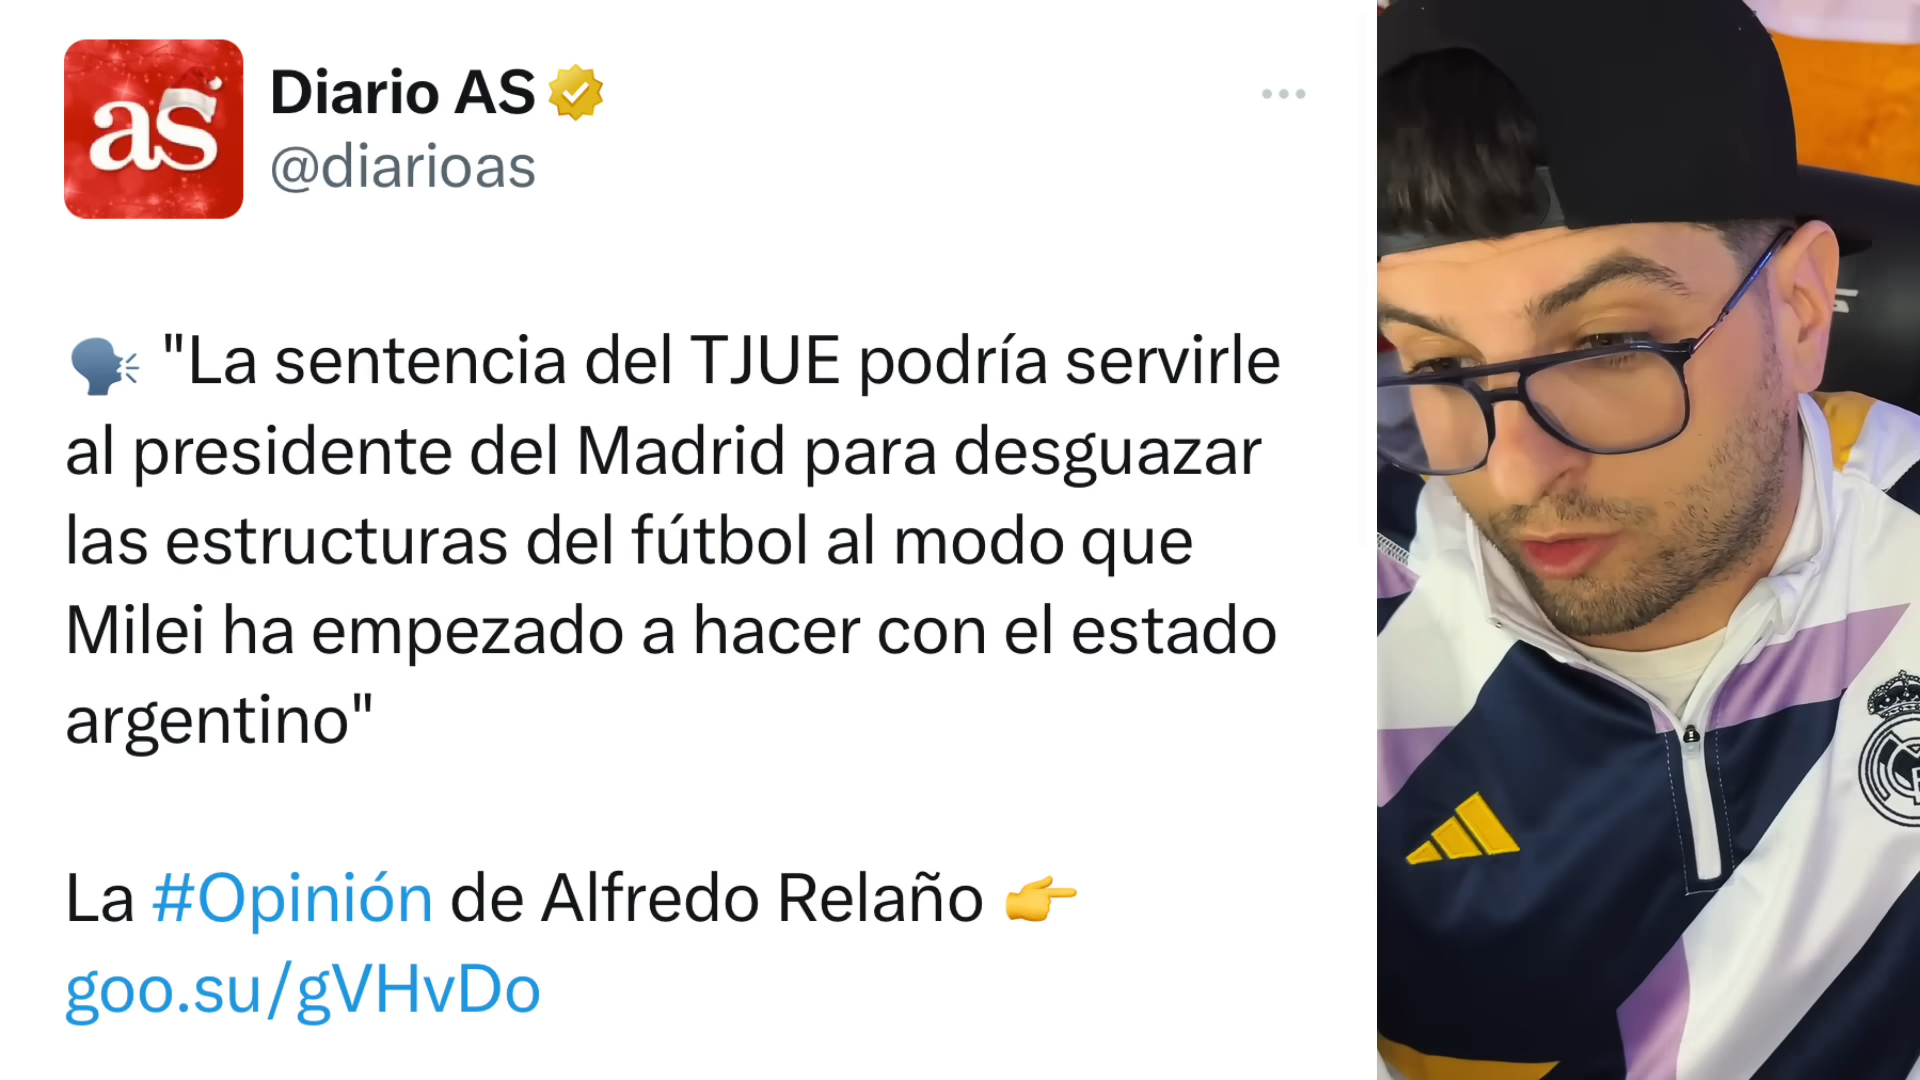 as
Diario AS
@diarioas
"La sentencia del TJUE podría servirle
al presidente del Madrid para desguazar
las estructuras del fútbol al modo que
Milei ha empezado a hacer con el estado
argentino"
La #Opinión de Alfredo Relaño
goo.su/gVHvDo